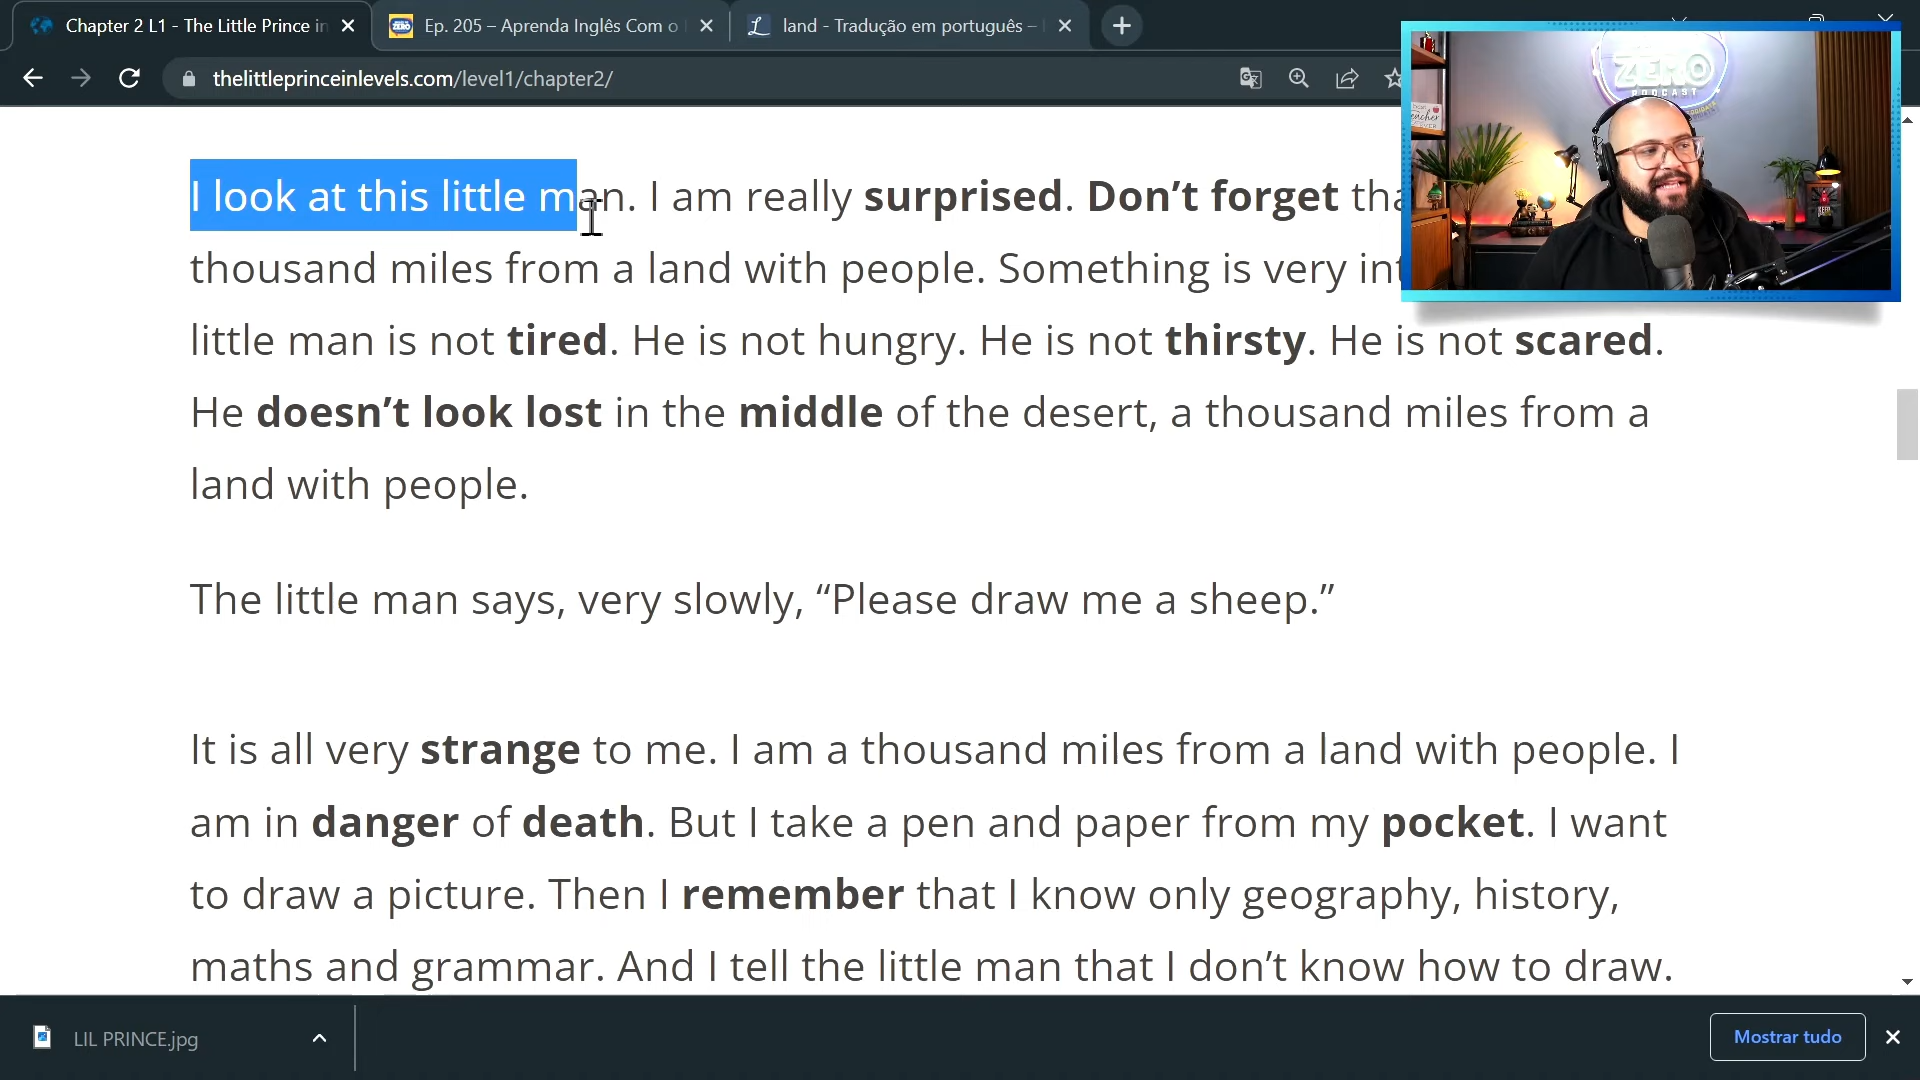 Chapter 2 L1 - The Little Prince in
Ep. 205 – Aprenda Inglês Com o
land - Tradução em português –
thelittleprinceinlevels.com/level1/chapter2/
ZERO
PODCAST
I look at this little man. I am really surprised. Don’t forget
thousand miles from a land with people. Something is very
little man is not tired. He is not hungry. He is not thirsty. He is not scared.
He doesn’t look lost in the middle of the desert, a thousand miles from a
land with people.
The little man says, very slowly, “Please draw me a sheep.”
It is all very strange to me. I am a thousand miles from a land with people. I
am in danger of death. But I take a pen and paper from my pocket. I want
to draw a picture. Then I remember that I know only geography, history,
maths and grammar. And I tell the little man that I don’t know how to draw.
LIL PRINCE.jpg
Mostrar tudo